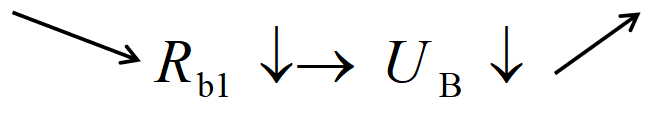 ↘ R_b1 ↓→ U_B ↓ ↗